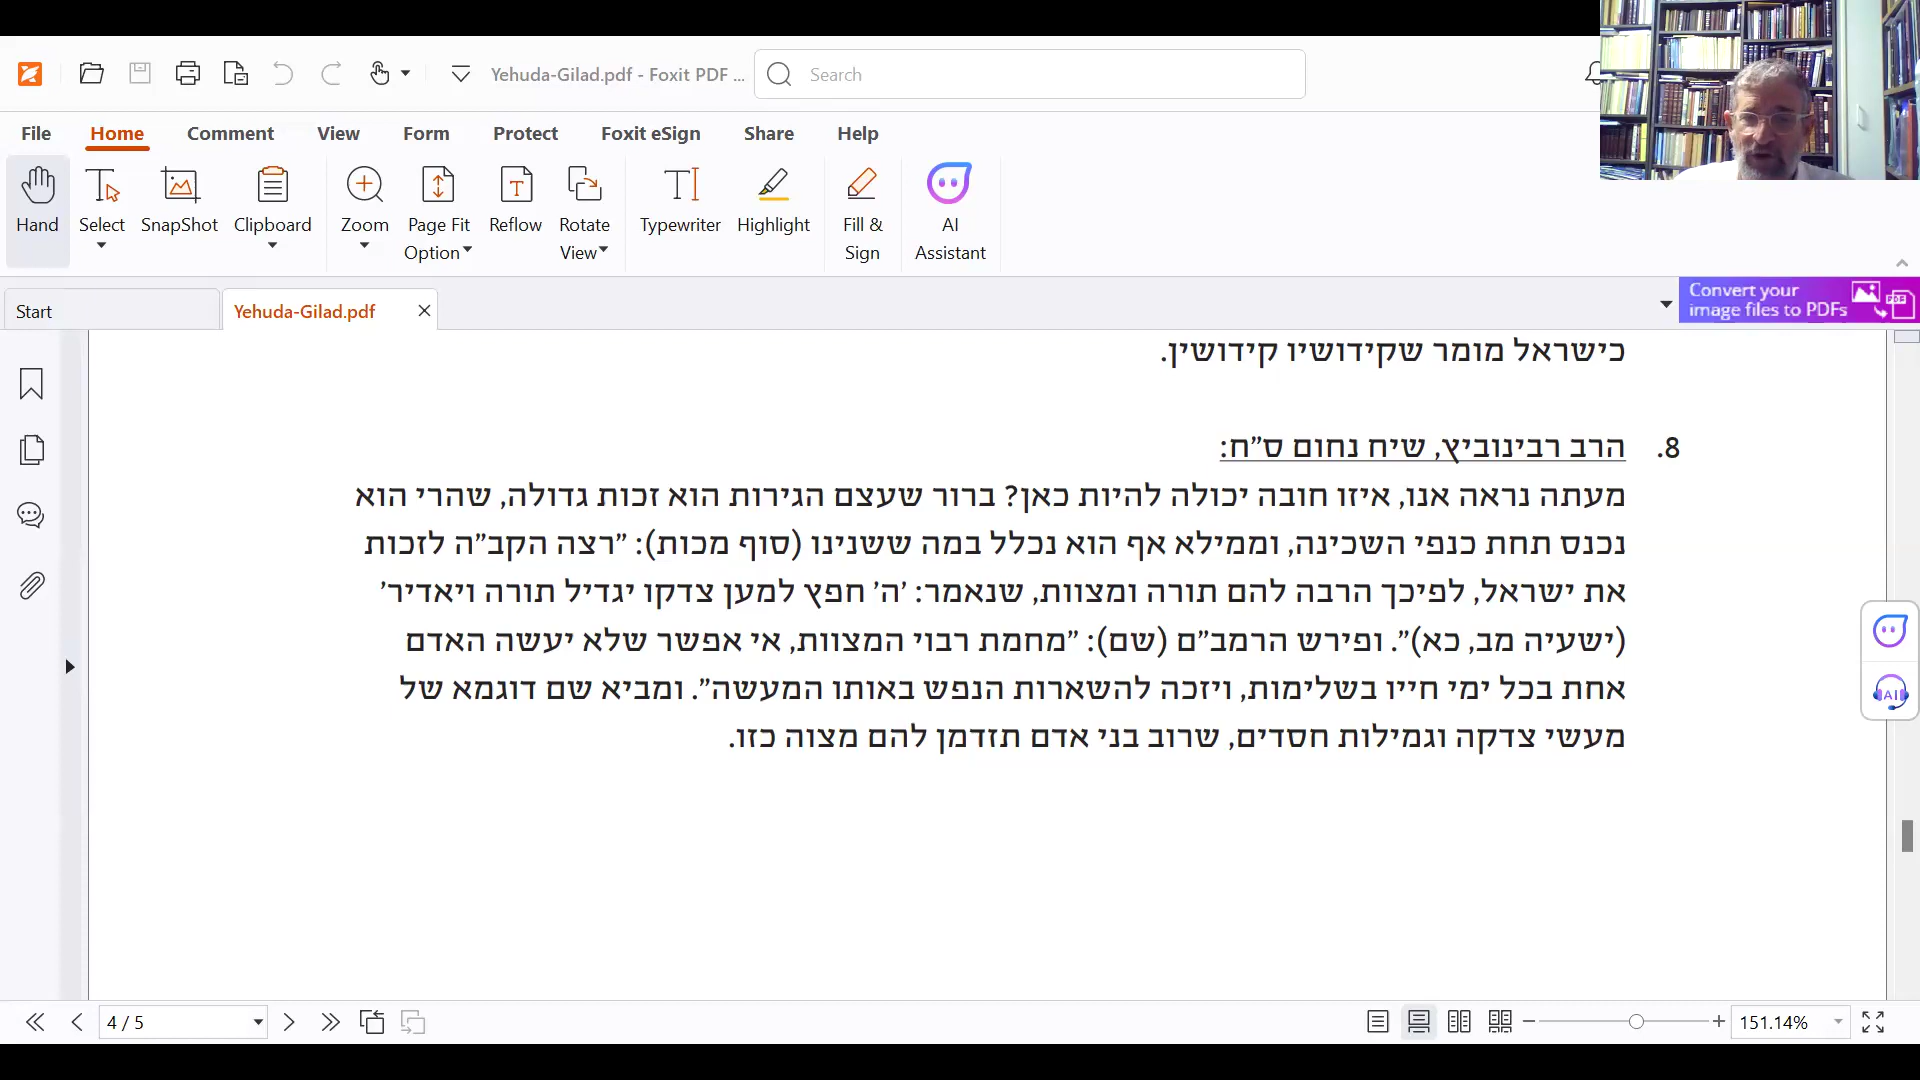 Yehuda-Gilad.pdf - Foxit PDF ...
Search
File
Home
Comment
View
Form
Protect
Foxit eSign
Share
Help
Hand
Select
SnapShot
Clipboard
Zoom
Page Fit
Option
Reflow
Rotate
View
Typewriter
Highlight
Fill &
Sign
AI
Assistant
Start
Yehuda-Gilad.pdf
Convert your
image files to PDFs
PDF
כישראל מומר שקידושיו קידושין.
8. הרב רבינוביץ, שיח נחום ס"ח:
מעתה נראה אנו, איזו חובה יכולה להיות כאן? ברור שעצם הגירות הוא זכות גדולה, שהרי הוא
נכנס תחת כנפי השכינה, וממילא אף הוא נכלל במה ששנינו (סוף מכות): "רצה הקב"ה לזכות
את ישראל, לפיכך הרבה להם תורה ומצוות, שנאמר: 'ה' חפץ למען צדקו יגדיל תורה ויאדיר'
(ישעיה מב, כא)". ופירש הרמב"ם (שם): "מחמת רבוי המצוות, אי אפשר שלא יעשה האדם
אחת בכל ימי חייו בשלימות, ויזכה להשארות הנפש באותו המעשה". ומביא שם דוגמא של
מעשי צדקה וגמילות חסדים, שרוב בני אדם תזדמן להם מצוה כזו.
AI
4 / 5
151.14%